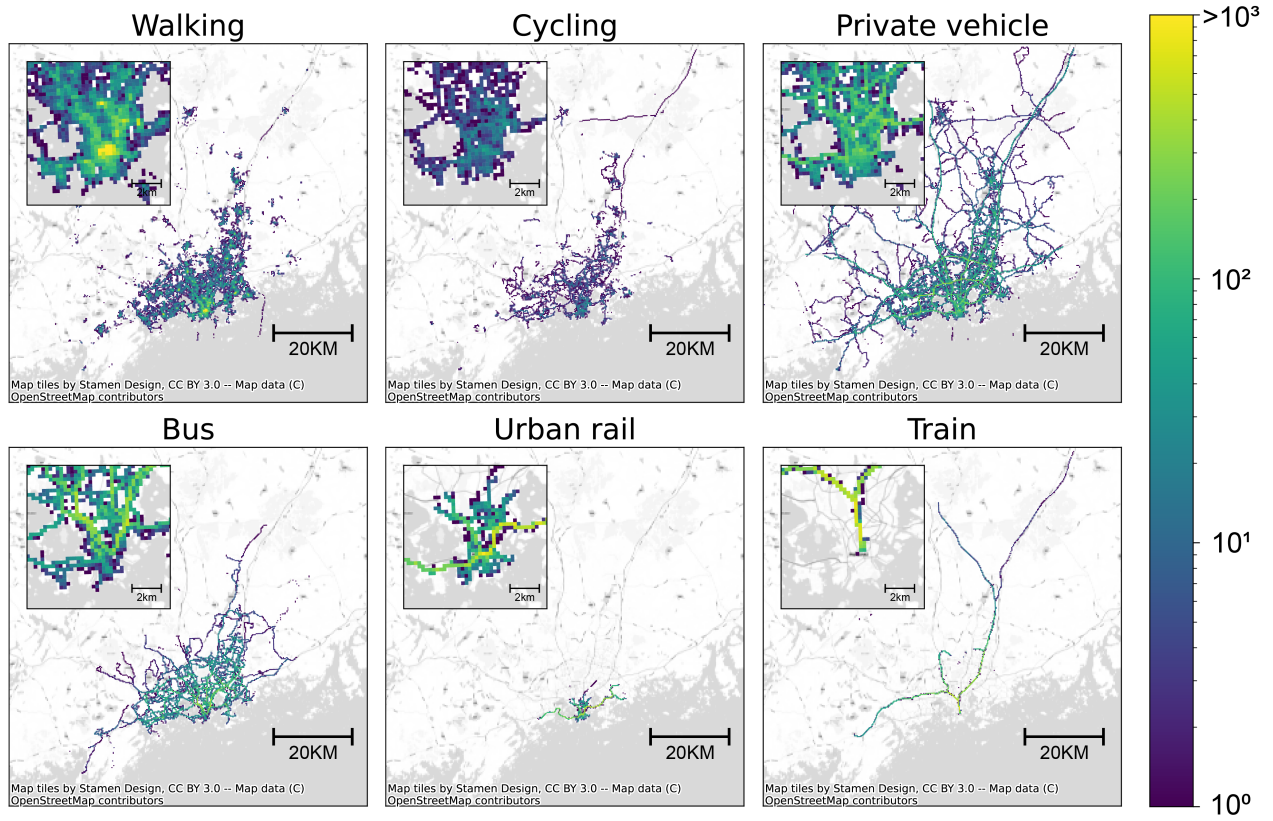 Walking
Cycling
Private vehicle
>10³
2km
2km
2km
20KM
20KM
20KM
10²
Map tiles by Stamen Design, CC BY 3.0 -- Map data (C)
OpenStreetMap contributors
Map tiles by Stamen Design, CC BY 3.0 -- Map data (C)
OpenStreetMap contributors
Map tiles by Stamen Design, CC BY 3.0 -- Map data (C)
OpenStreetMap contributors
Bus
Urban rail
Train
10¹
2km
2km
2km
20KM
20KM
20KM
Map tiles by Stamen Design, CC BY 3.0 -- Map data (C)
OpenStreetMap contributors
Map tiles by Stamen Design, CC BY 3.0 -- Map data (C)
OpenStreetMap contributors
Map tiles by Stamen Design, CC BY 3.0 -- Map data (C)
OpenStreetMap contributors
10⁰